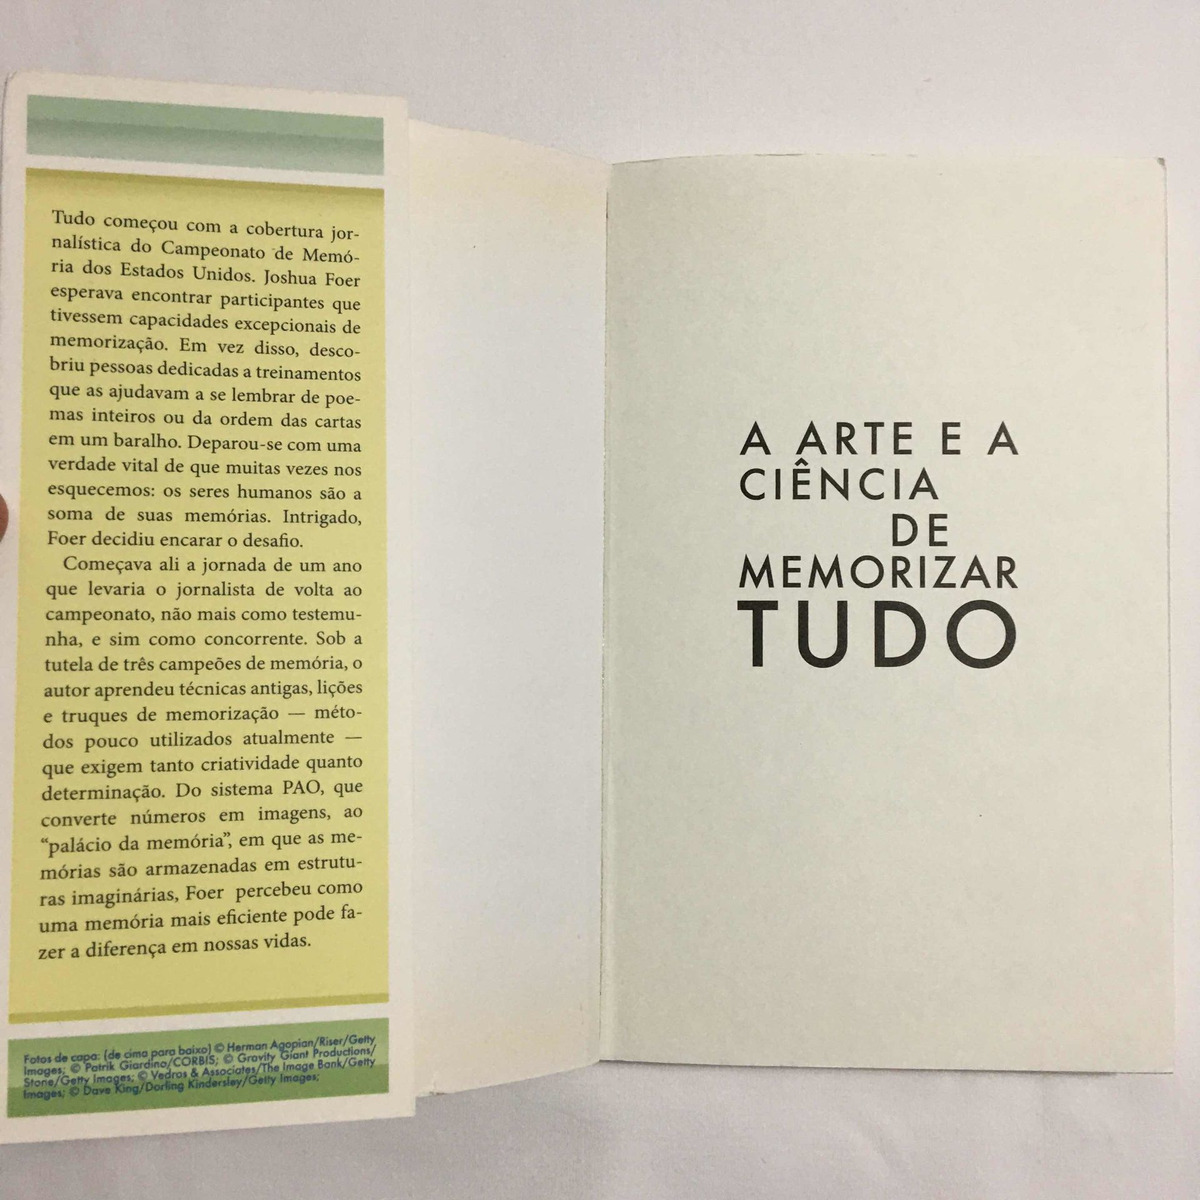 Tudo começou com a cobertura jor-
nalística do Campeonato de Memó-
ria dos Estados Unidos. Joshua Foer
esperava encontrar participantes que
tivessem capacidades excepcionais de
memorização. Em vez disso, desco-
briu pessoas dedicadas a treinamentos
que as ajudavam a se lembrar de poe-
mas inteiros ou da ordem das cartas
em um baralho. Deparou-se com uma
verdade vital de que muitas vezes nos
esquecemos: os seres humanos são a
soma de suas memórias. Intrigado,
Foer decidiu encarar o desafio.
Começava ali a jornada de um ano
que levaria o jornalista de volta ao
campeonato, não mais como testemu-
nha, e sim como concorrente. Sob a
tutela de três campeões de memória, o
autor aprendeu técnicas antigas, lições
e truques de memorização — méto-
dos pouco utilizados atualmente —
que exigem tanto criatividade quanto
determinação. Do sistema PAO, que
converte números em imagens, ao
“palácio da memória”, em que as me-
mórias são armazenadas em estrutu-
ras imaginárias, Foer percebeu como
uma memória mais eficiente pode fa-
zer a diferença em nossas vidas.
Fotos de capa: (de cima para baixo) © Herman Agopian/Riser/Getty
Images; © Patrik Giardino/CORBIS; © Gravity Giant Productions/
Stone/Getty Images; © Vedros & Associates/The Image Bank/Getty
Images; © Dave King/Dorling Kindersley/Getty Images;
A ARTE E A
CIÊNCIA
DE
MEMORIZAR
TUDO